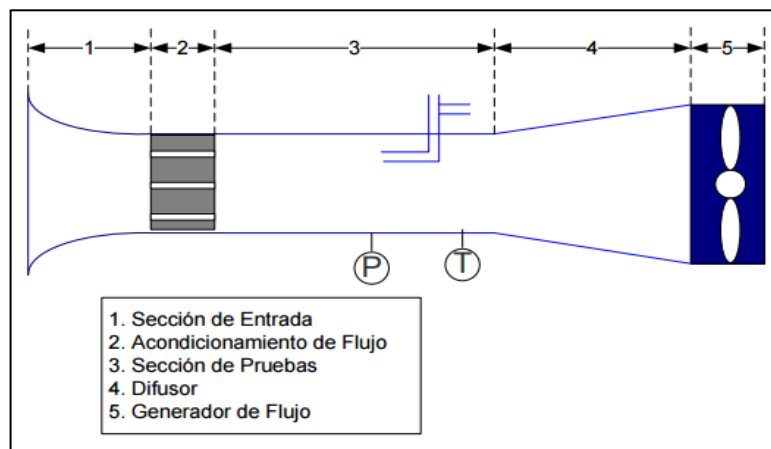 1 2 3 4 5
P T
1. Sección de Entrada
2. Acondicionamiento de Flujo
3. Sección de Pruebas
4. Difusor
5. Generador de Flujo